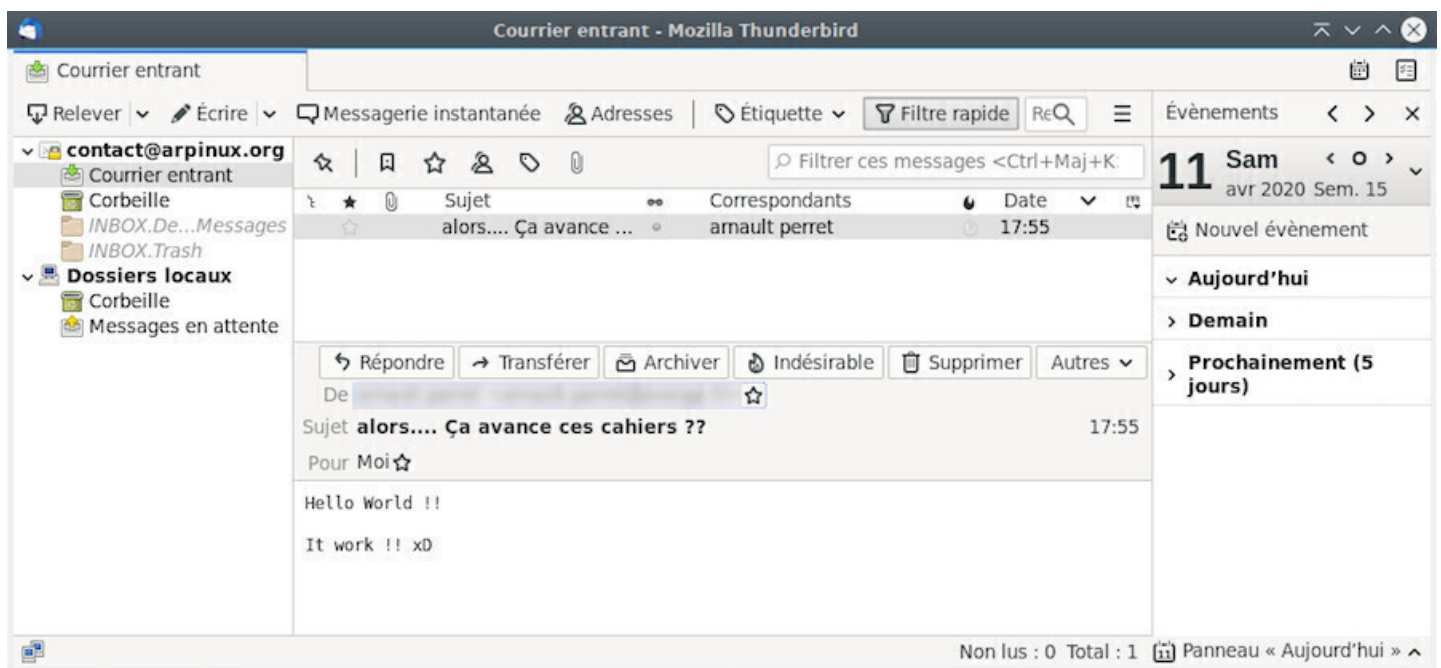 Courrier entrant - Mozilla Thunderbird
Courrier entrant
Relever Écrire Messagerie instantanée Adresses Étiquette Filtre rapide Re
Évènements
contact@arpinux.org
Courrier entrant
Corbeille
INBOX.De...Messages
INBOX.Trash
Dossiers locaux
Corbeille
Messages en attente
Filtrer ces messages <Ctrl+Maj+K
Sujet Correspondants Date
alors.... Ça avance ... arnault perret 17:55
Répondre Transférer Archiver Indésirable Supprimer Autres
De
Sujet alors.... Ça avance ces cahiers ?? 17:55
Pour Moi
Hello World !!
It work !! xD
11 Sam
avr 2020 Sem. 15
Nouvel évènement
Aujourd'hui
Demain
Prochainement (5
jours)
Non lus : 0 Total : 1 11 Panneau « Aujourd'hui »